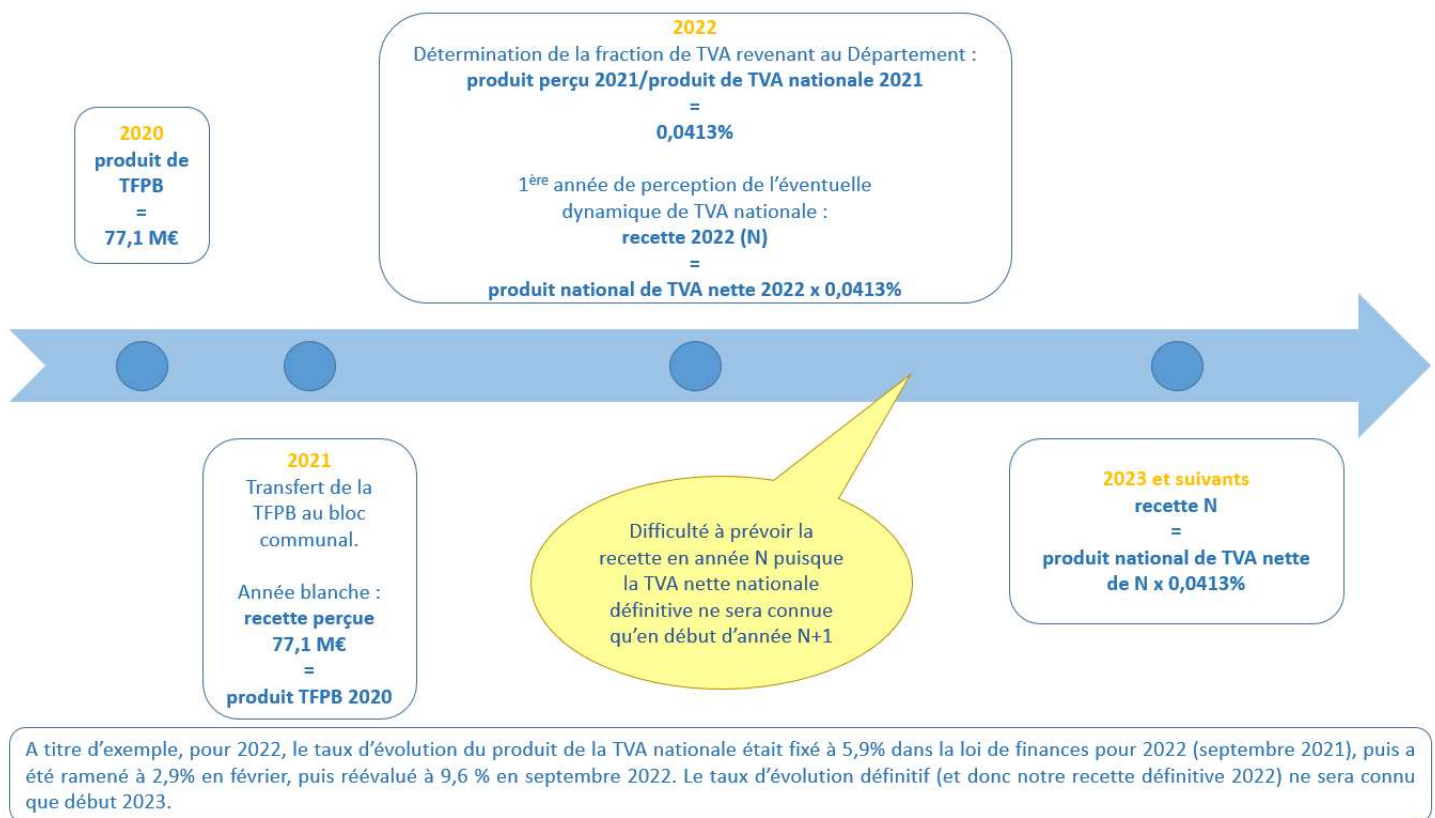 2020
produit de
TFPB
=
77,1 M€
2022
Détermination de la fraction de TVA revenant au Département :
produit perçu 2021/produit de TVA nationale 2021
=
0,0413%
1ère année de perception de l’éventuelle
dynamique de TVA nationale :
recette 2022 (N)
=
produit national de TVA nette 2022 x 0,0413%
2021
Transfert de la
TFPB au bloc
communal.
Année blanche :
recette perçue
77,1 M€
=
produit TFPB 2020
Difficulté à prévoir la
recette en année N puisque
la TVA nette nationale
définitive ne sera connue
qu’en début d’année N+1
2023 et suivants
recette N
=
produit national de TVA nette
de N x 0,0413%
A titre d’exemple, pour 2022, le taux d’évolution du produit de la TVA nationale était fixé à 5,9% dans la loi de finances pour 2022 (septembre 2021), puis a
été ramené à 2,9% en février, puis réévalué à 9,6 % en septembre 2022. Le taux d’évolution définitif (et donc notre recette définitive 2022) ne sera connu
que début 2023.